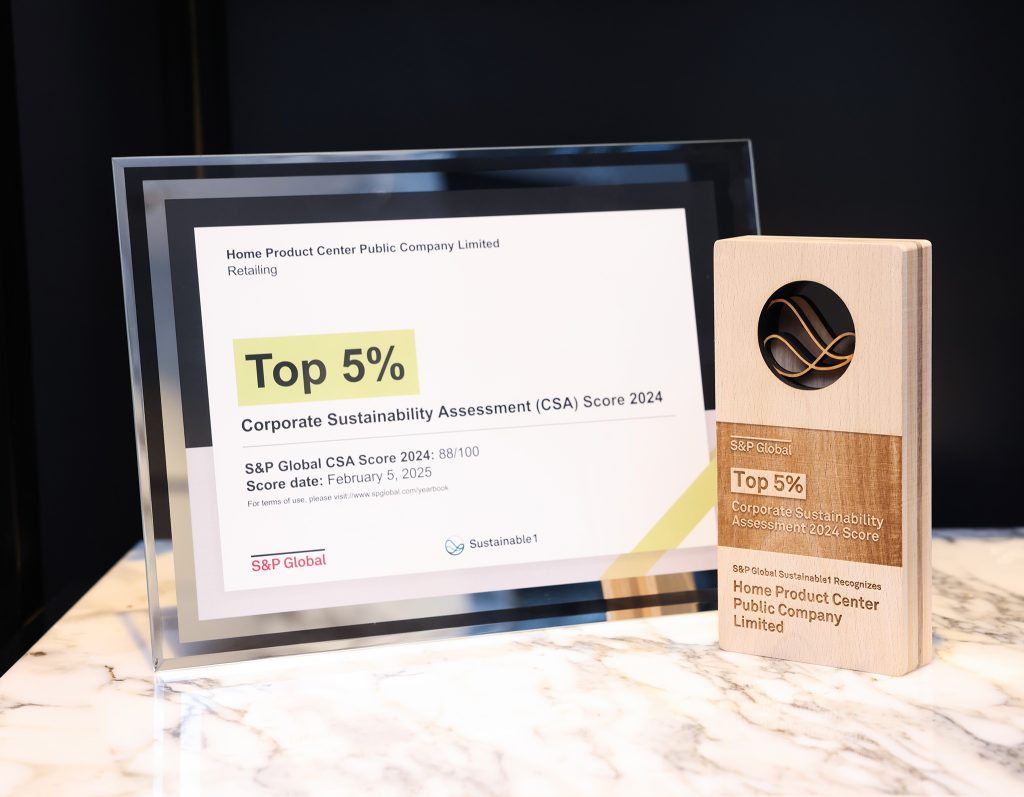 Home Product Center Public Company Limited
Retailing
Top 5%
Corporate Sustainability Assessment (CSA) Score 2024
S&P Global CSA Score 2024: 88/100
Score date: February 5, 2025
For terms of use, please visit://www.spglobal.com/yearbook
S&P Global
Sustainable1
S&P Global
Top 5%
Corporate Sustainability
Assessment 2024 Score
S&P Global Sustainable1 Recognizes
Home Product Center
Public Company
Limited